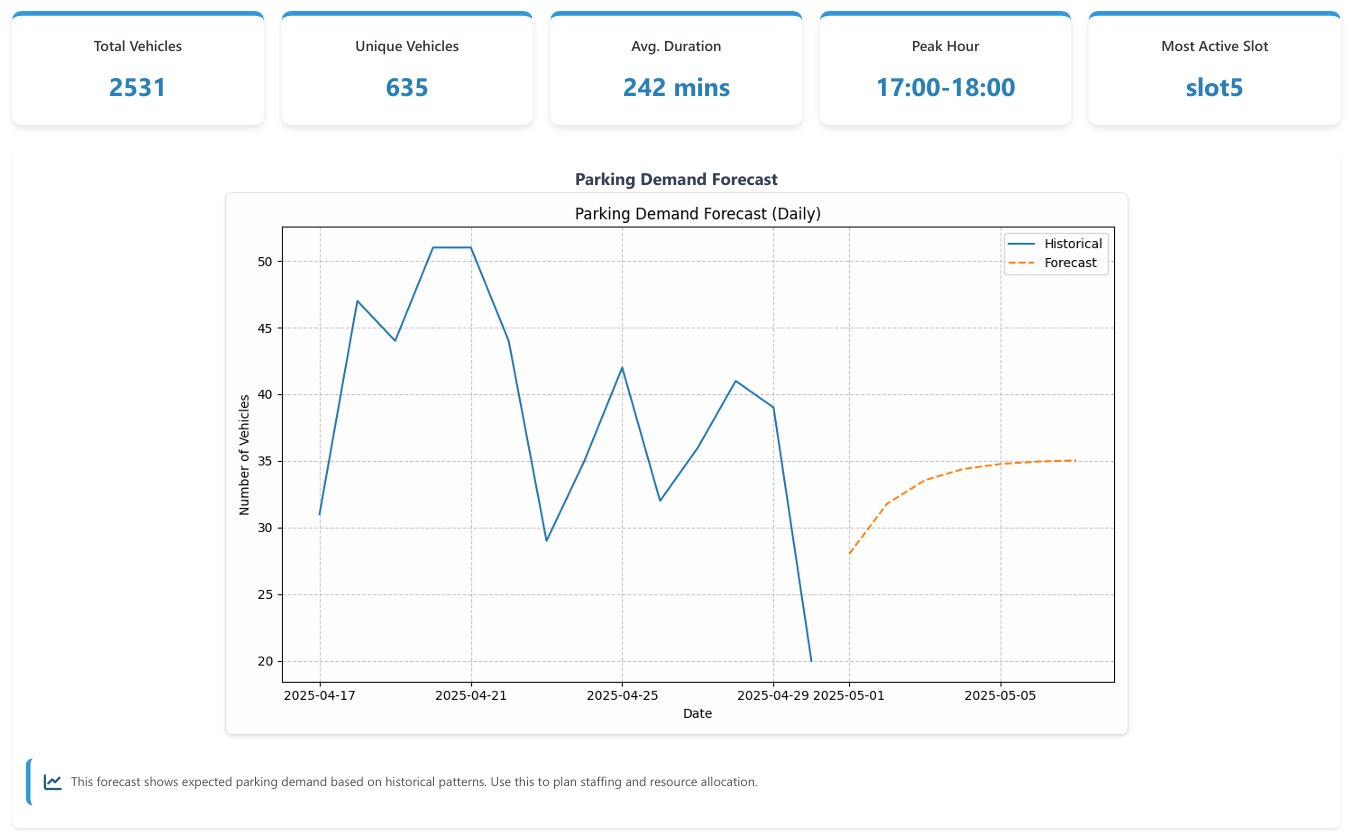 Total Vehicles
2531
Unique Vehicles
635
Avg. Duration
242 mins
Peak Hour
17:00-18:00
Most Active Slot
slot5
Parking Demand Forecast
Parking Demand Forecast (Daily)
Historical
Forecast
Number of Vehicles
50
45
40
35
30
25
20
2025-04-17
2025-04-21
2025-04-25
2025-04-29
2025-05-01
2025-05-05
Date
This forecast shows expected parking demand based on historical patterns. Use this to plan staffing and resource allocation.